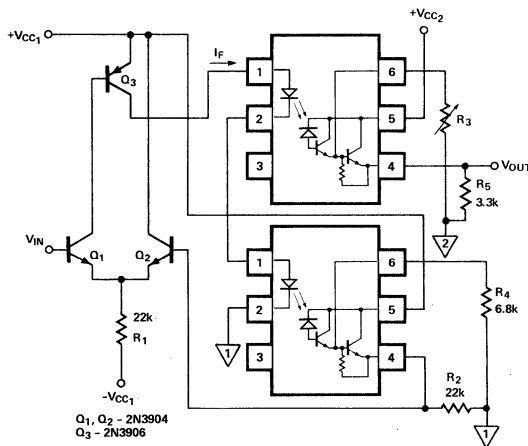 +VCC1
VCC2
IF
Q3
1
6
2
5
R3
3
4
VOUT
R5
3.3k
2
VIN
Q1
Q2
1
6
2
5
R4
6.8k
1
3
4
22k
R1
R2
22k
-VCC1
1
Q1, Q2 - 2N3904
Q3 - 2N3906